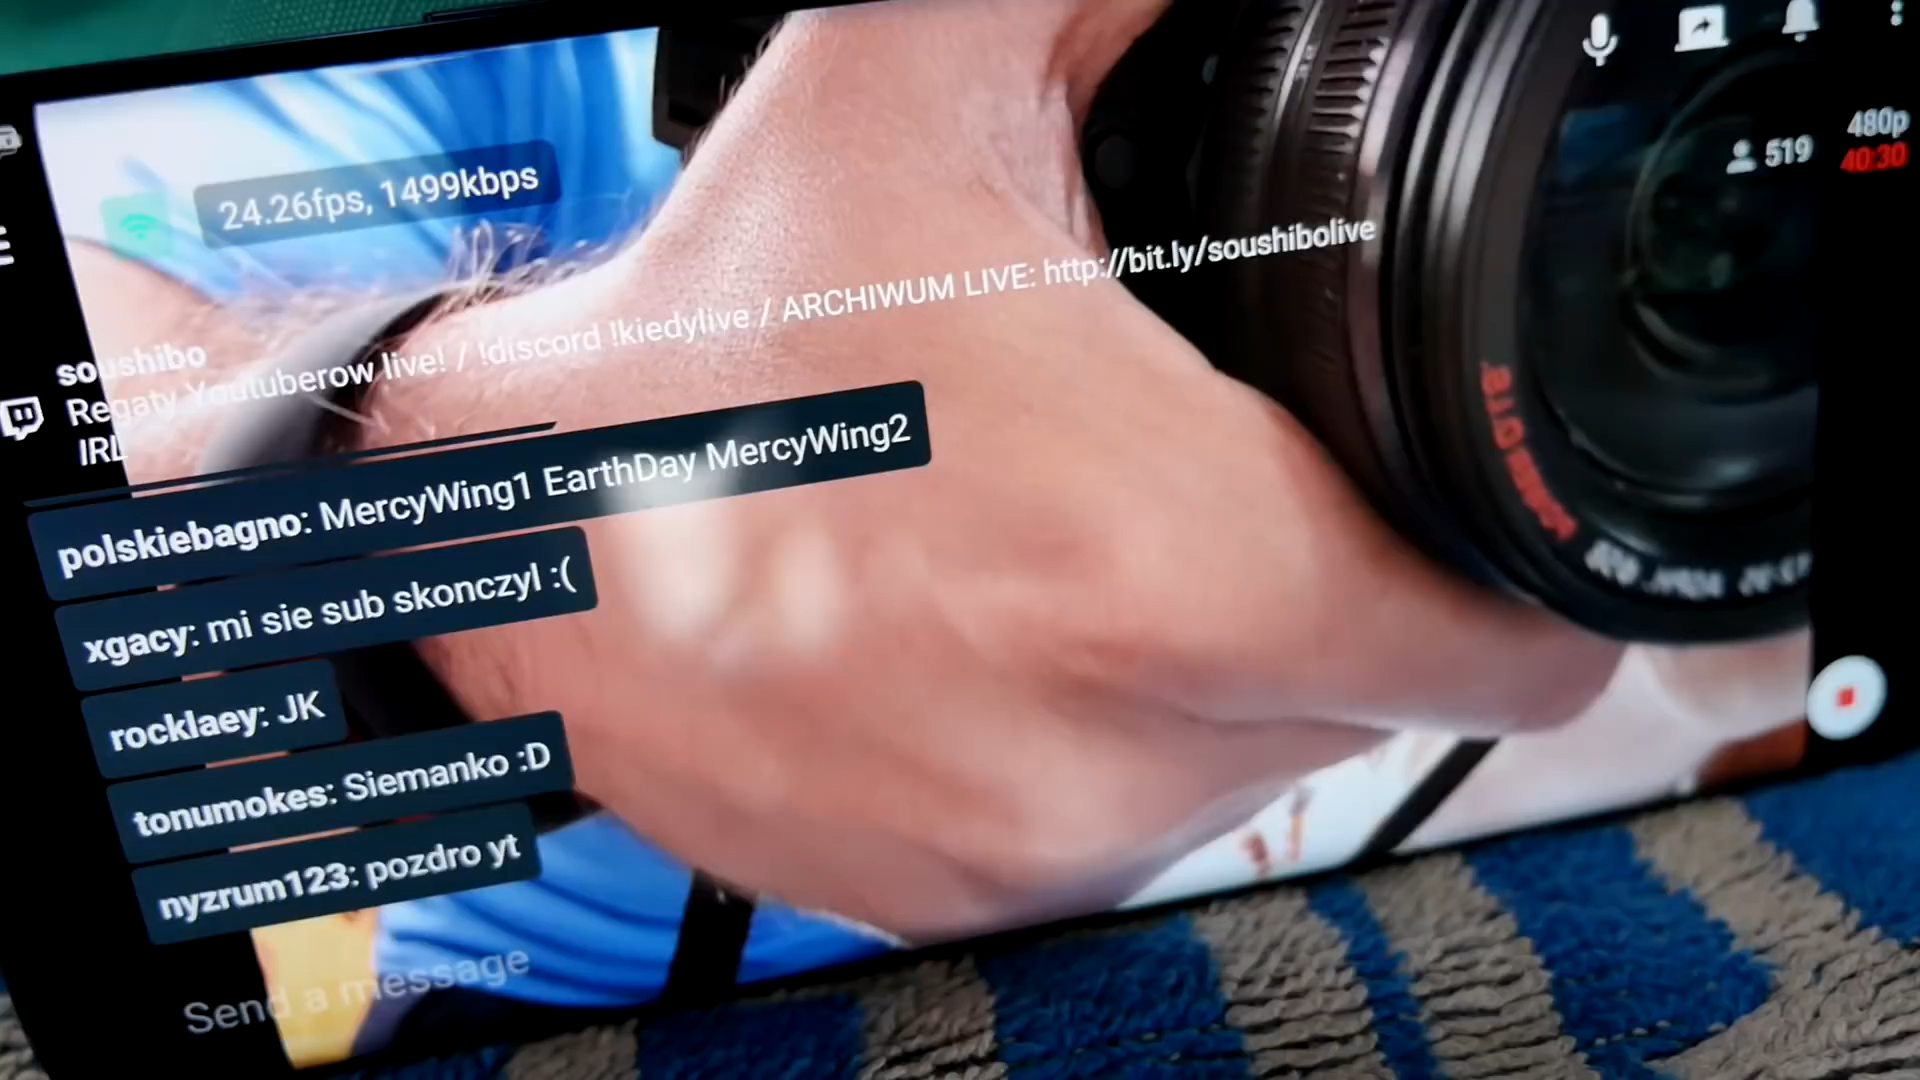 480p
519
40:30
24.26fps, 1499kbps
soushibo
Regaty Youtuberow live! / !discord !kiedylive / ARCHIWUM LIVE: http://bit.ly/soushibolive
IRL
polskiebagno: MercyWing1 EarthDay MercyWing2
xgacy: mi sie sub skonczyl :(
rocklaey: JK
tonumokes: Siemanko :D
nyzrum123: pozdro yt
Send a message